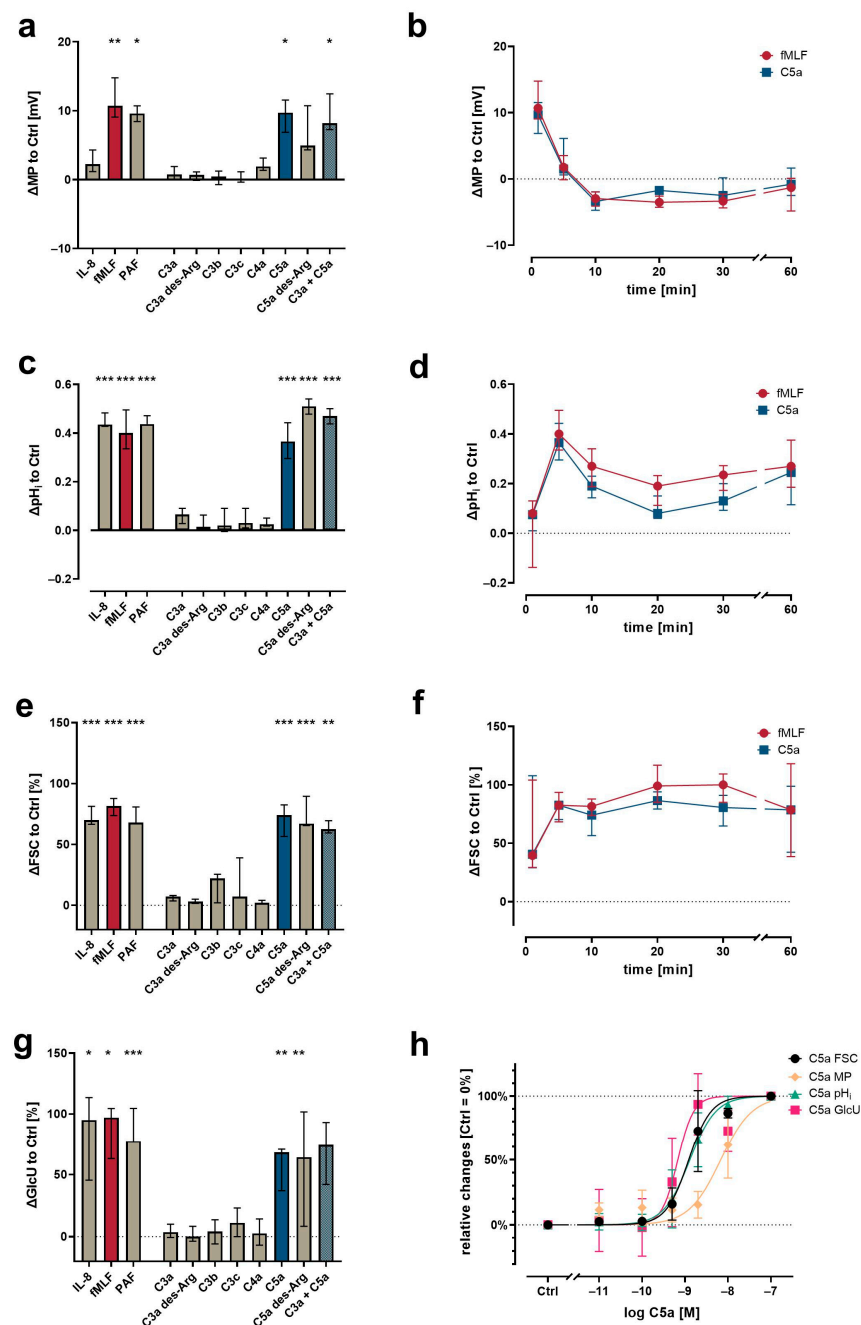 a
ΔMP to Ctrl [mV]
20
10
0
–10
** * * *
IL-8 fMLF PAF C3a C3a des-Arg C3b C3c C4a C5a C5a des-Arg C3a + C5a
b
ΔMP to Ctrl [mV]
20
10
0
–10
fMLF
C5a
0 10 20 30 60
time [min]
c
ΔpHi to Ctrl
0.6
0.4
0.2
0.0
–0.2
*** *** *** *** *** ***
IL-8 fMLF PAF C3a C3a des-Arg C3b C3c C4a C5a C5a des-Arg C3a + C5a
d
ΔpHi to Ctrl
0.6
0.4
0.2
0.0
–0.2
fMLF
C5a
0 10 20 30 60
time [min]
e
ΔFSC to Ctrl [%]
150
100
50
0
*** *** *** *** *** **
IL-8 fMLF PAF C3a C3a des-Arg C3b C3c C4a C5a C5a des-Arg C3a + C5a
f
ΔFSC to Ctrl [%]
150
100
50
0
fMLF
C5a
0 10 20 30 60
time [min]
g
ΔGlcU to Ctrl [%]
150
100
50
0
* * *** ** **
IL-8 fMLF PAF C3a C3a des-Arg C3b C3c C4a C5a C5a des-Arg C3a + C5a
h
relative changes [Ctrl = 0%]
100%
50%
0%
C5a FSC
C5a MP
C5a pHi
C5a GlcU
Ctrl –11 –10 –9 –8 –7
log C5a [M]